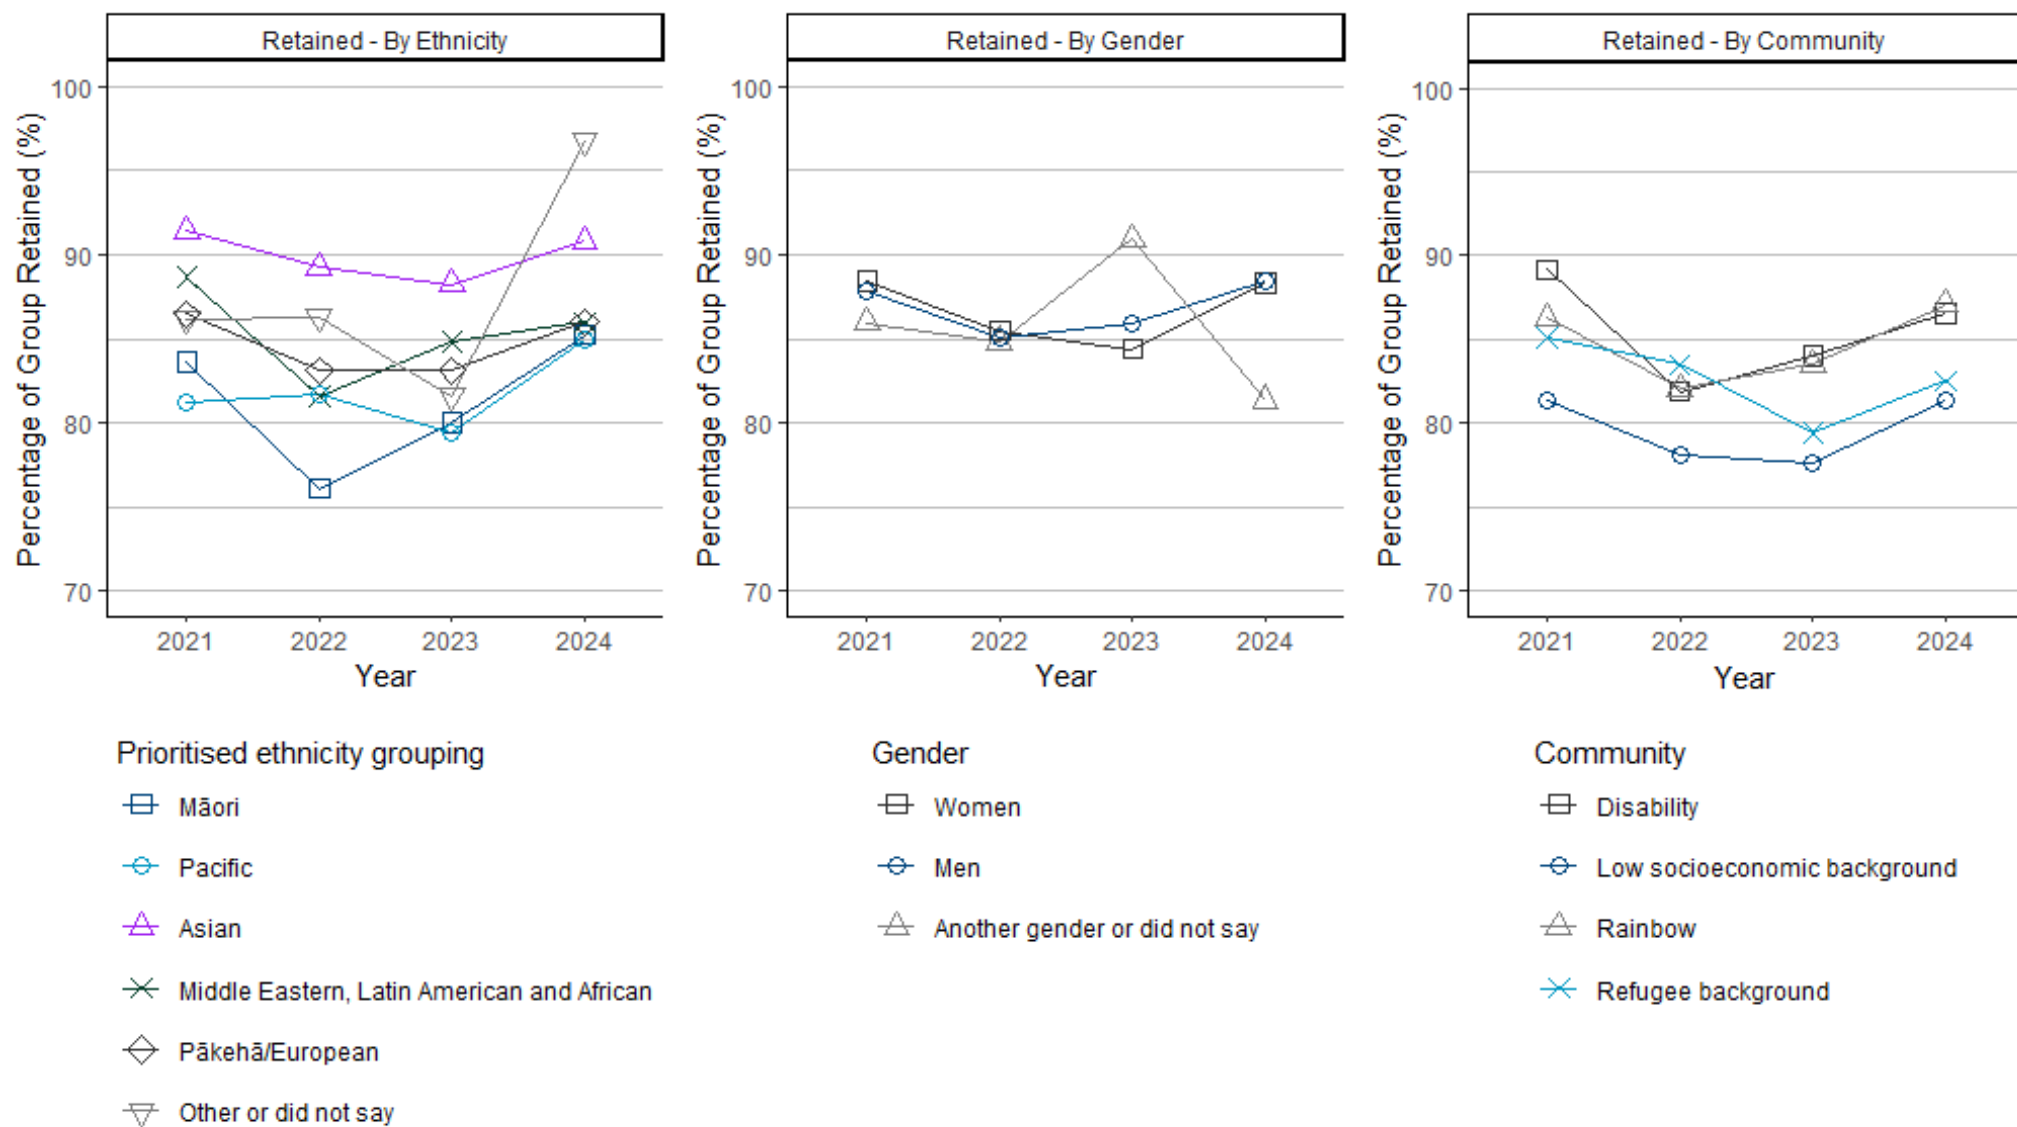 Retained - By Ethnicity
Percentage of Group Retained (%)
100
90
80
70
2021 2022 2023 2024
Year
Prioritised ethnicity grouping
Māori
Pacific
Asian
Middle Eastern, Latin American and African
Pākehā/European
Other or did not say
Retained - By Gender
Percentage of Group Retained (%)
100
90
80
70
2021 2022 2023 2024
Year
Gender
Women
Men
Another gender or did not say
Retained - By Community
Percentage of Group Retained (%)
100
90
80
70
2021 2022 2023 2024
Year
Community
Disability
Low socioeconomic background
Rainbow
Refugee background